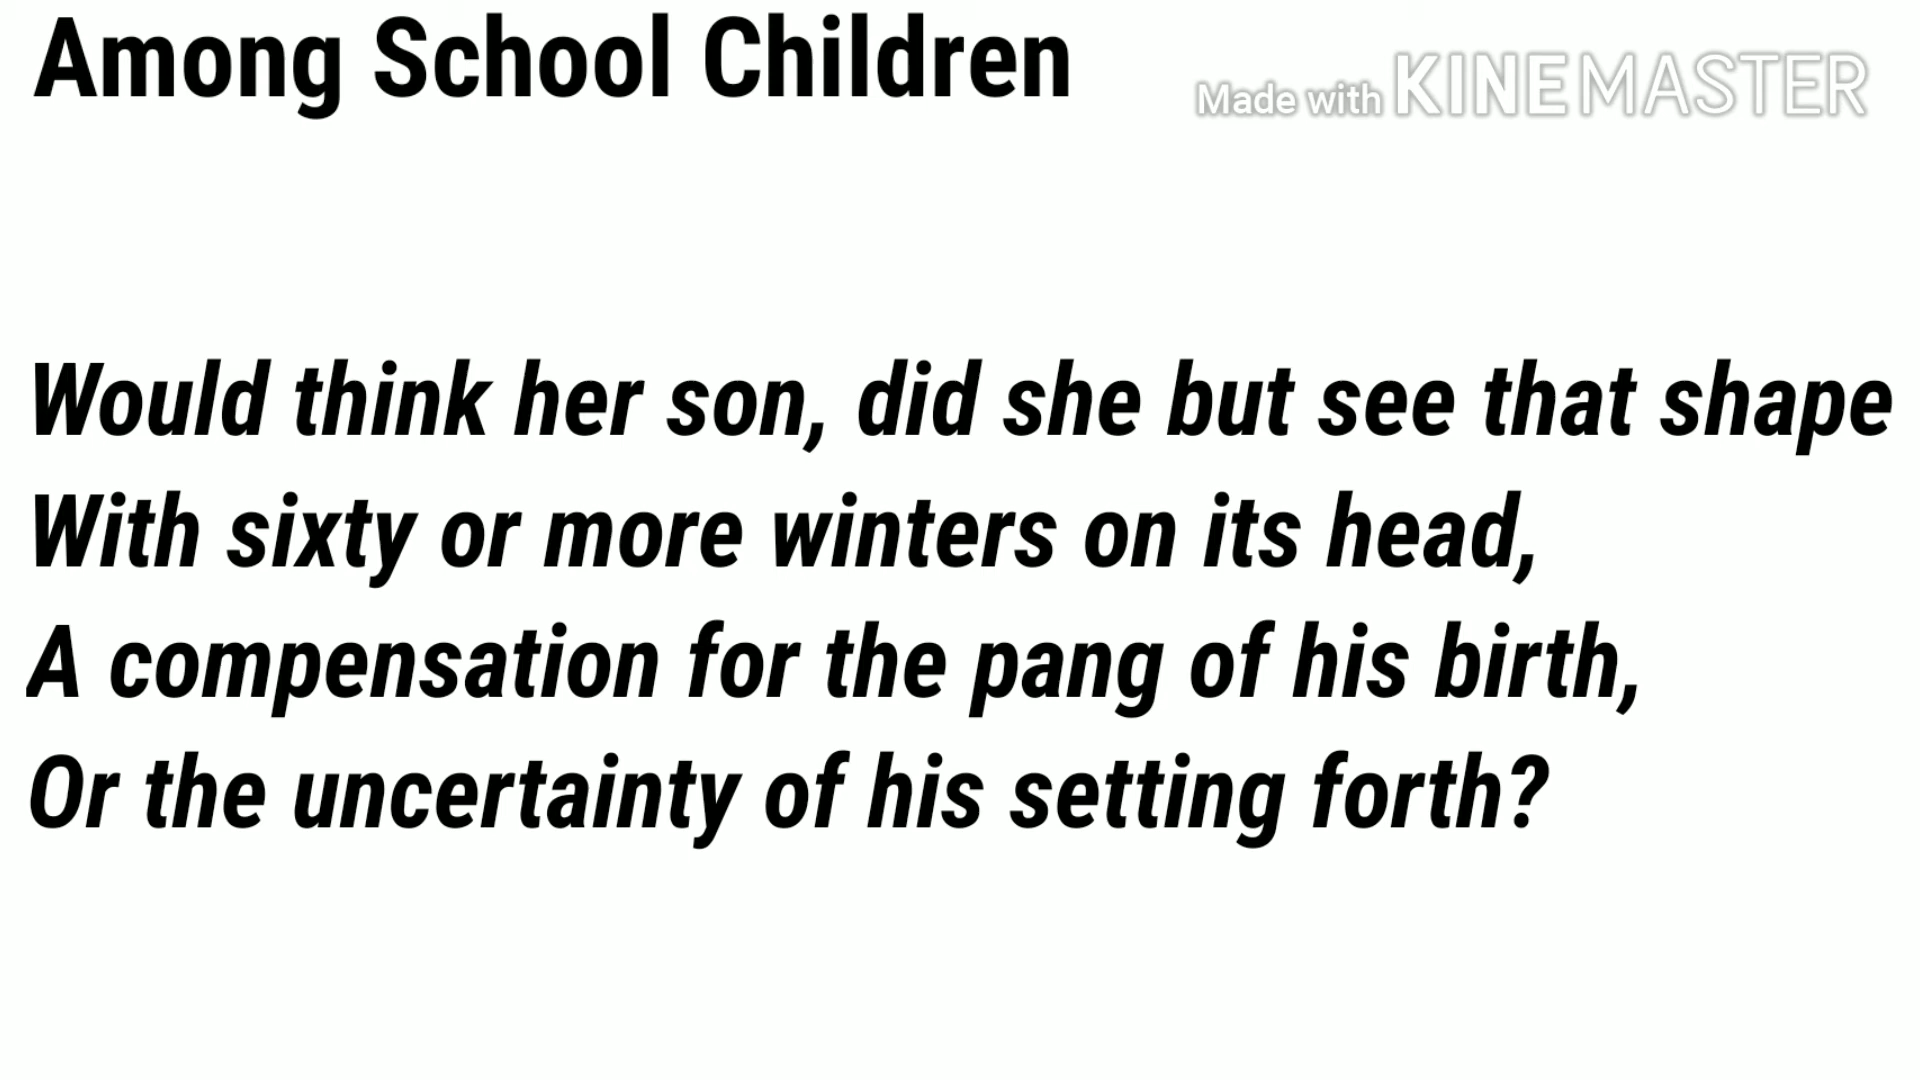 Among School Children
Made with KINEMASTER
Would think her son, did she but see that shape
With sixty or more winters on its head,
A compensation for the pang of his birth,
Or the uncertainty of his setting forth?